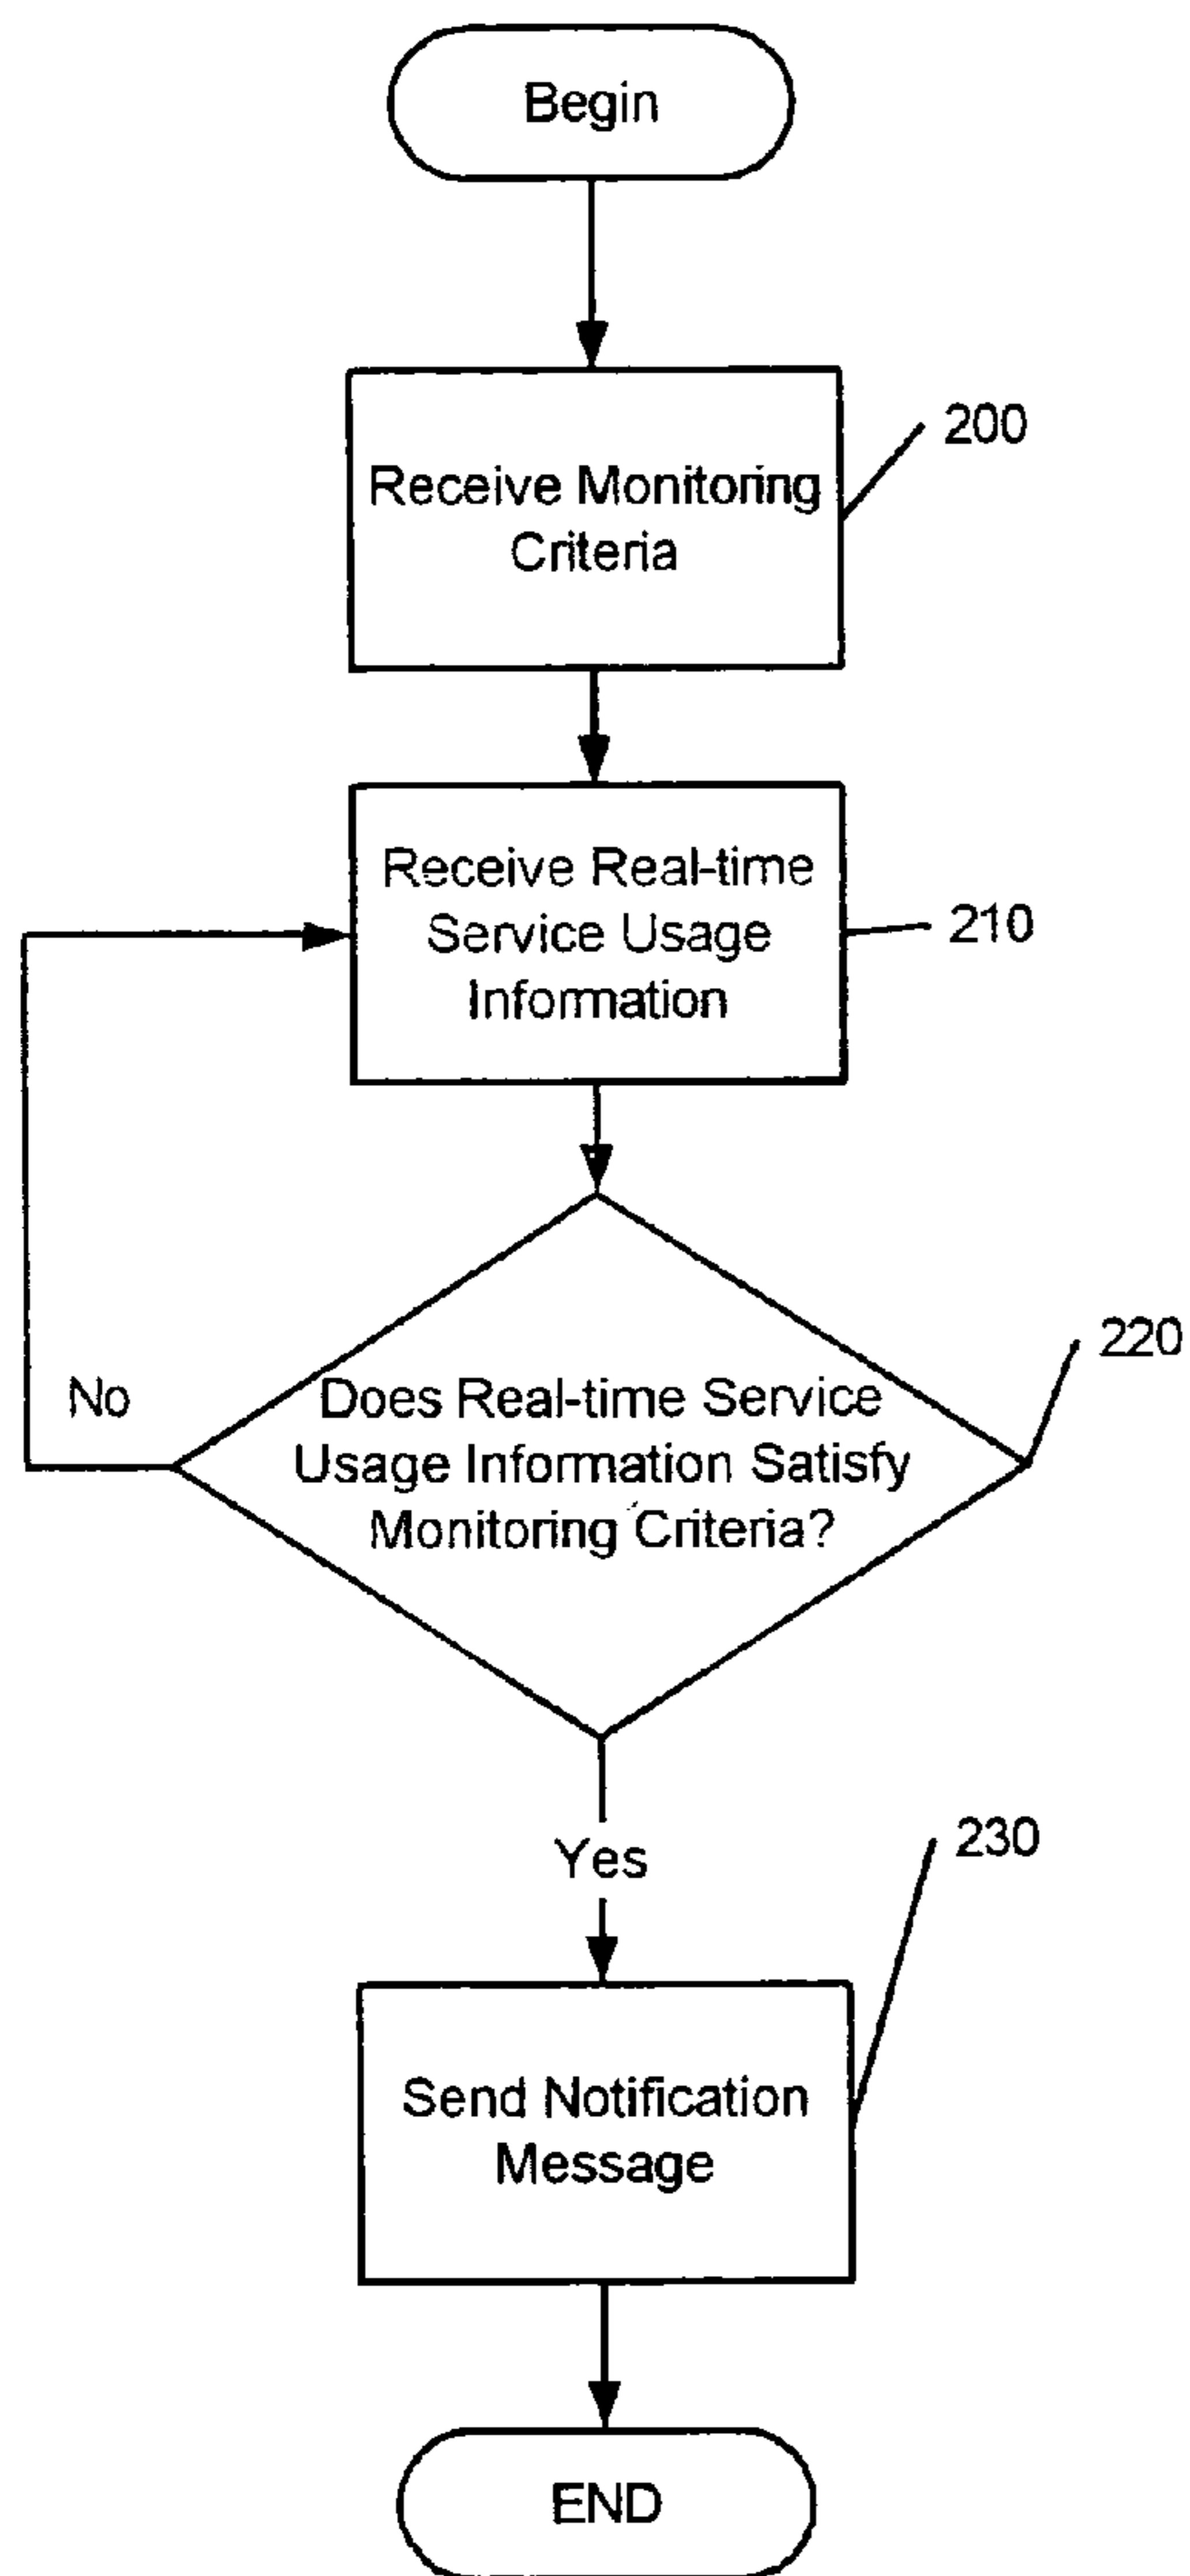 Begin
Receive Monitoring
Criteria
200
Receive Real-time
Service Usage
Information
210
Does Real-time Service
Usage Information Satisfy
Monitoring Criteria?
220
No
Yes
230
Send Notification
Message
END